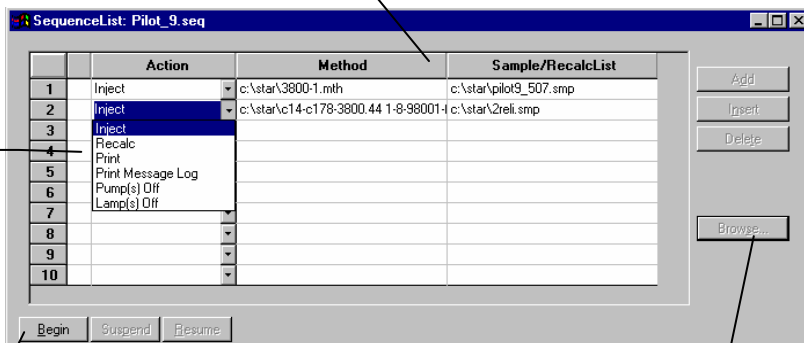 SequenceList: Pilot_9.seq
Action Method Sample/RecalcList
1 Inject c:\star\3800-1.mth c:\star\pilot9_507.smp
2 Inject c:\star\c14-c178-3800.44 1-8-98001- c:\star\2reli.smp
3 Inject
Recalc
4 Print
5 Print Message Log
6 Pump(s) Off
Lamp(s) Off
7
8
9
10
Add
Insert
Delete
Browse...
Begin Suspend Resume